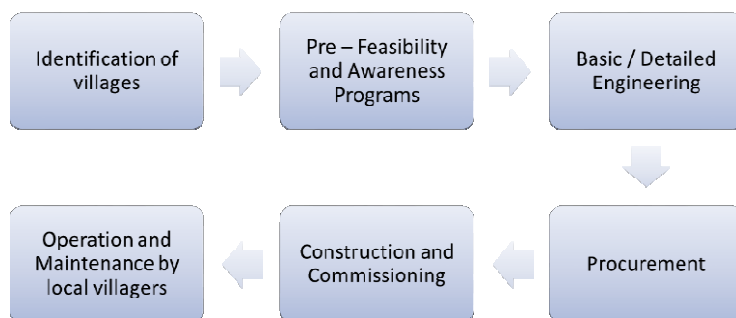 Identification of
villages
Pre – Feasibility
and Awareness
Programs
Basic / Detailed
Engineering
Procurement
Construction and
Commissioning
Operation and
Maintenance by
local villagers